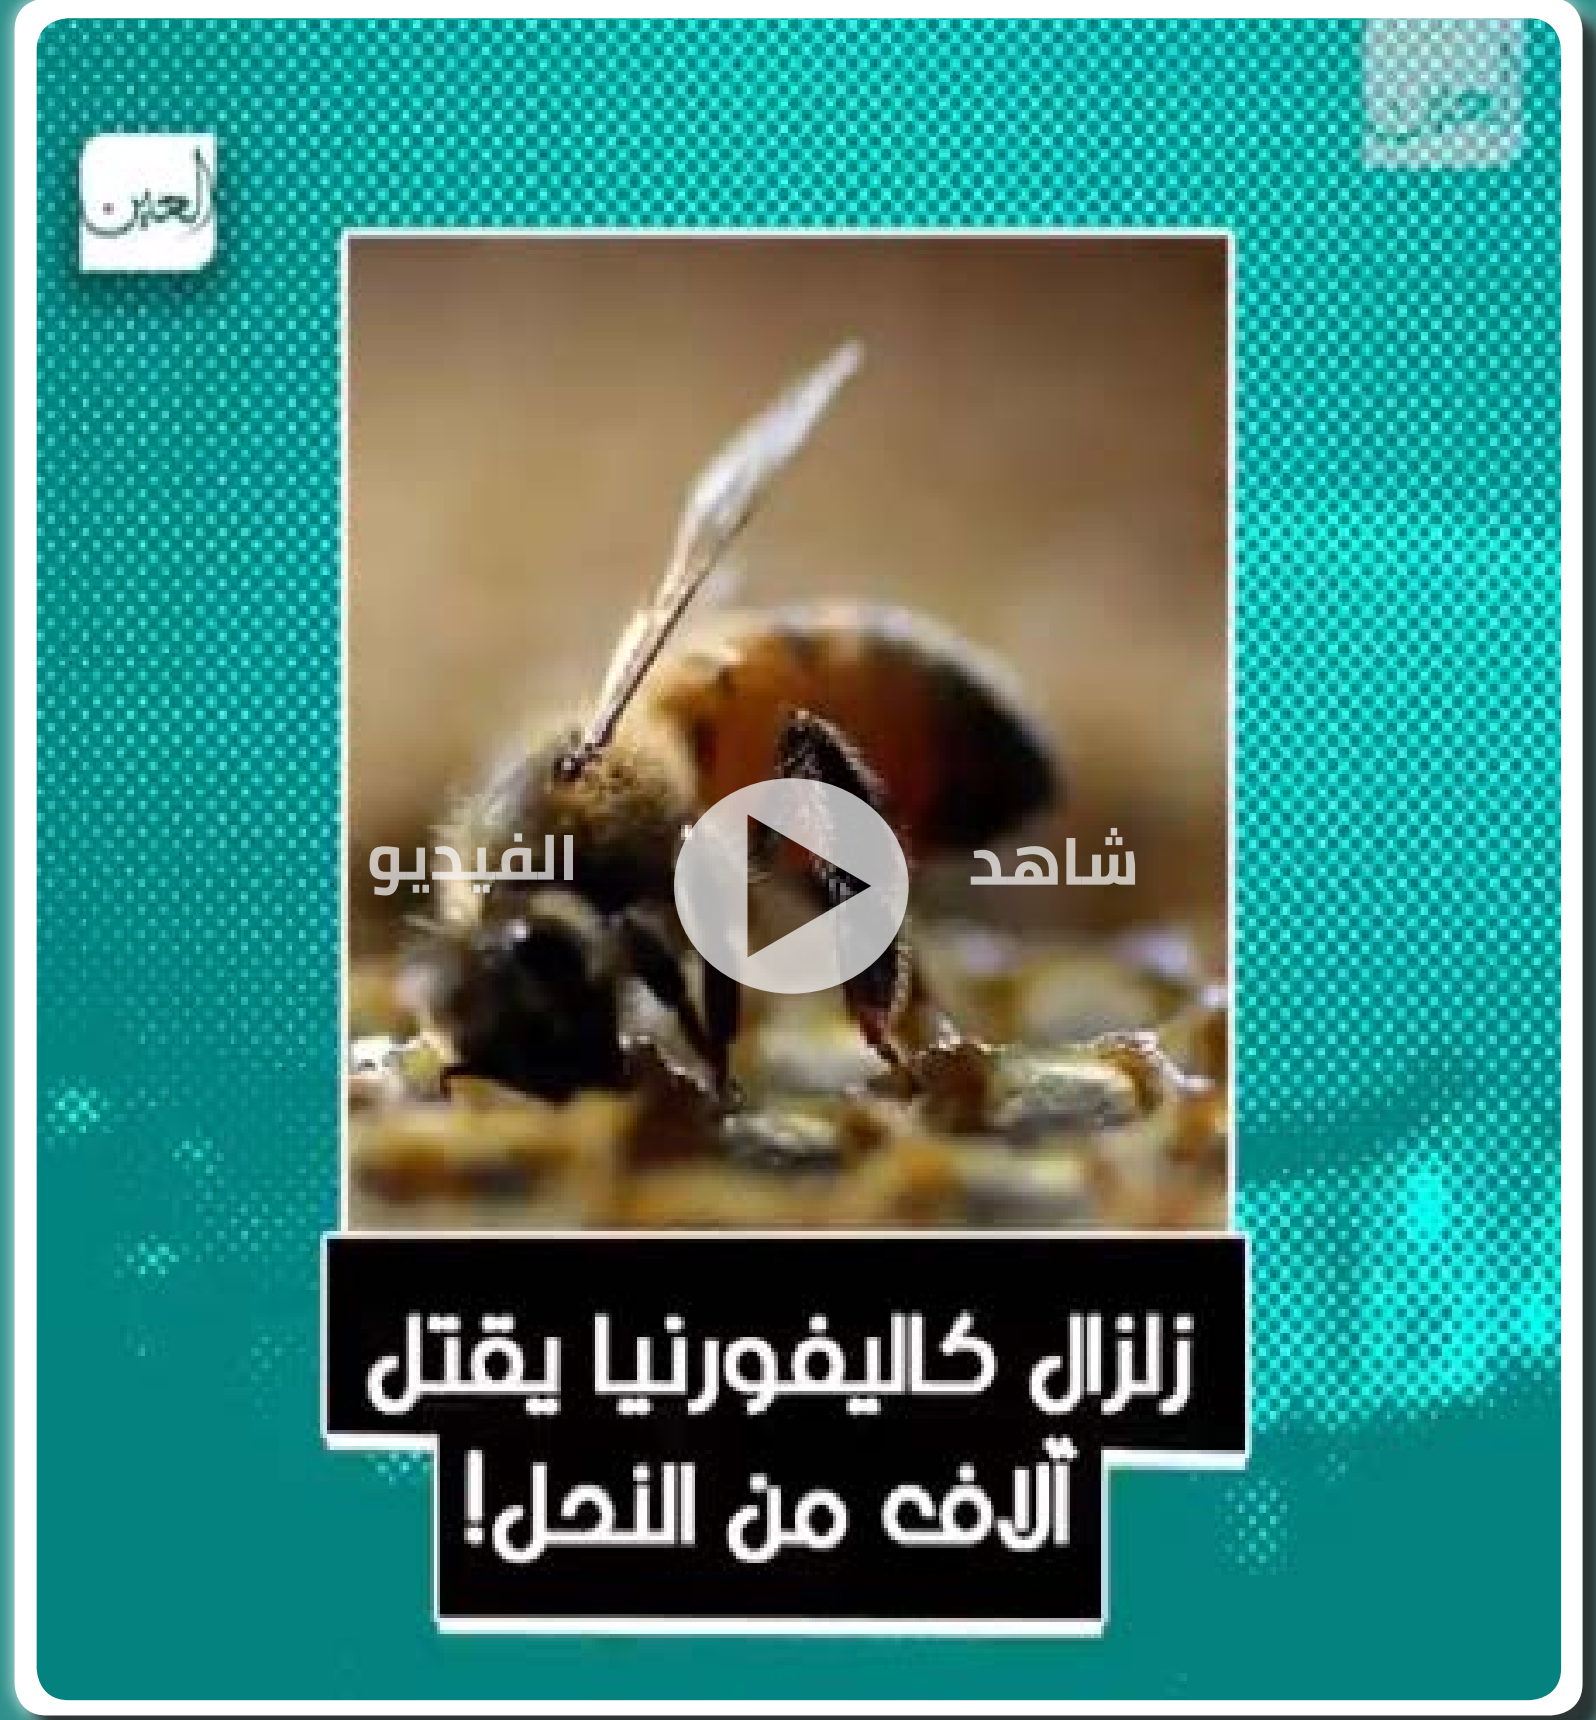 العين
شاهد
الفيديو
زلزال كاليفورنيا يقتل
آلاف من النحل!